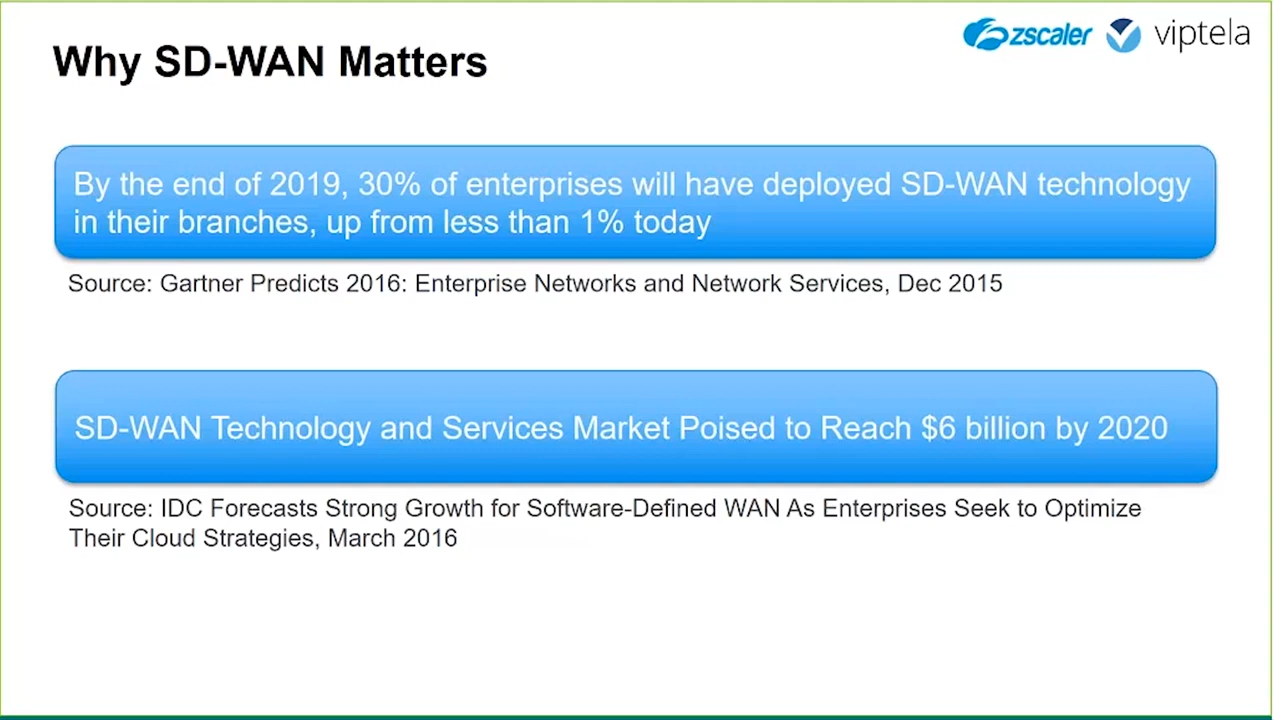 zscaler viptela
Why SD-WAN Matters
By the end of 2019, 30% of enterprises will have deployed SD-WAN technology
in their branches, up from less than 1% today
Source: Gartner Predicts 2016: Enterprise Networks and Network Services, Dec 2015
SD-WAN Technology and Services Market Poised to Reach $6 billion by 2020
Source: IDC Forecasts Strong Growth for Software-Defined WAN As Enterprises Seek to Optimize
Their Cloud Strategies, March 2016